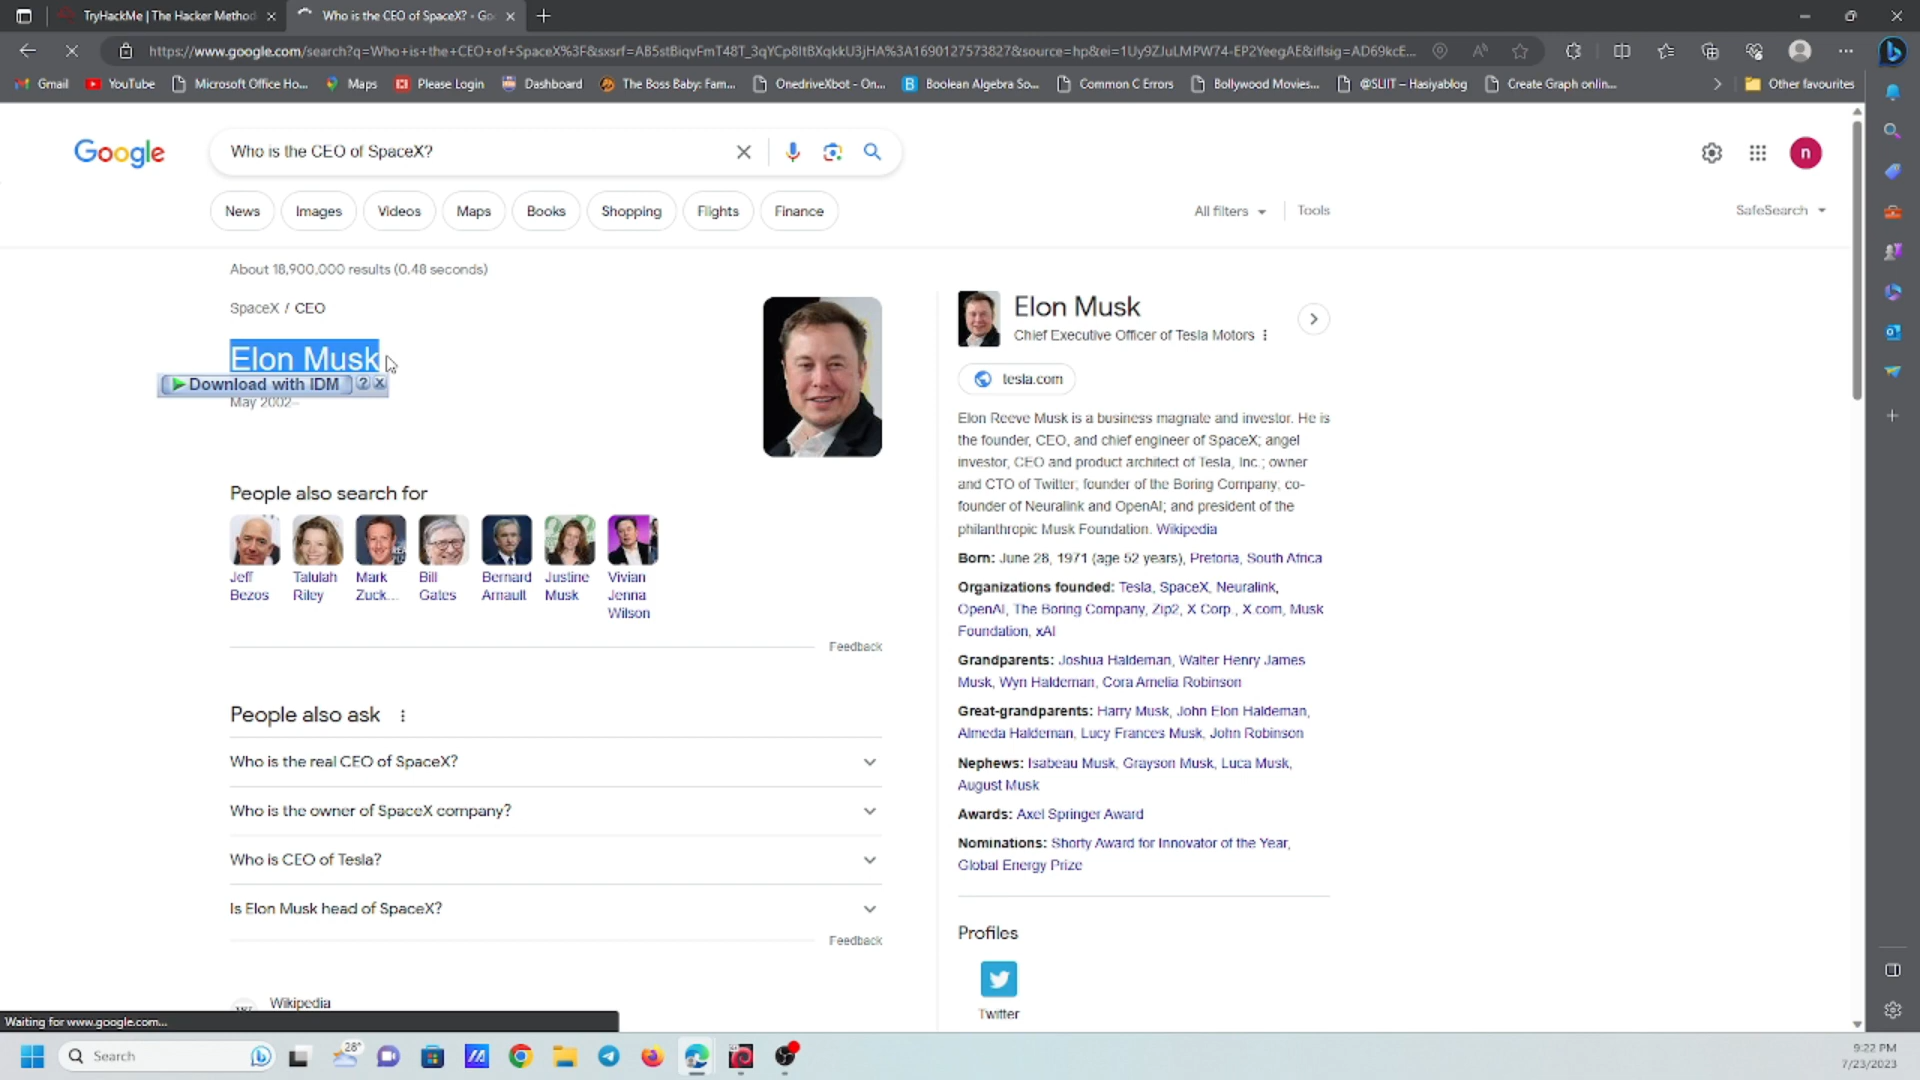 TryHackMe | The Hacker Method
Who is the CEO of SpaceX? - Go
https://www.google.com/search?q=Who+is+the+CEO+of+SpaceX%3F&sxsrf=AB5stBiqvFmT48T_3qYCp8ItBXqkkU3jHA%3A1690127573827&source=hp&ei=1Uy9ZJuLMPW74-EP2YeegAE&iflsig=AD69kcE...
Gmail
YouTube
Microsoft Office Ho...
Maps
Please Login
Dashboard
The Boss Baby: Fam...
OnedriveXbot - On...
Boolean Algebra So...
Common C Errors
Bollywood Movies...
@SLIIT – Hasiyablog
Create Graph onlin...
Other favourites
Google
Who is the CEO of SpaceX?
n
News
Images
Videos
Maps
Books
Shopping
Flights
Finance
All filters
Tools
SafeSearch
About 18,900,000 results (0.48 seconds)
SpaceX / CEO
Elon Musk
Download with IDM ? X
May 2002–
People also search for
Jeff Bezos
Talulah Riley
Mark Zuck...
Bill Gates
Bernard Arnault
Justine Musk
Vivian Jenna Wilson
Feedback
People also ask
Who is the real CEO of SpaceX?
Who is the owner of SpaceX company?
Who is CEO of Tesla?
Is Elon Musk head of SpaceX?
Feedback
Wikipedia
Elon Musk
Chief Executive Officer of Tesla Motors
tesla.com
Elon Reeve Musk is a business magnate and investor. He is
the founder, CEO, and chief engineer of SpaceX; angel
investor, CEO and product architect of Tesla, Inc.; owner
and CTO of Twitter; founder of the Boring Company; co-
founder of Neuralink and OpenAI; and president of the
philanthropic Musk Foundation. Wikipedia
Born: June 28, 1971 (age 52 years), Pretoria, South Africa
Organizations founded: Tesla, SpaceX, Neuralink,
OpenAI, The Boring Company, Zip2, X Corp., X.com, Musk
Foundation, xAI
Grandparents: Joshua Haldeman, Walter Henry James
Musk, Wyn Haldeman, Cora Amelia Robinson
Great-grandparents: Harry Musk, John Elon Haldeman,
Almeda Haldeman, Lucy Frances Musk, John Robinson
Nephews: Isabeau Musk, Grayson Musk, Luca Musk,
August Musk
Awards: Axel Springer Award
Nominations: Shorty Award for Innovator of the Year,
Global Energy Prize
Profiles
Twitter
Waiting for www.google.com...
Search
28°
9:22 PM
7/23/2023